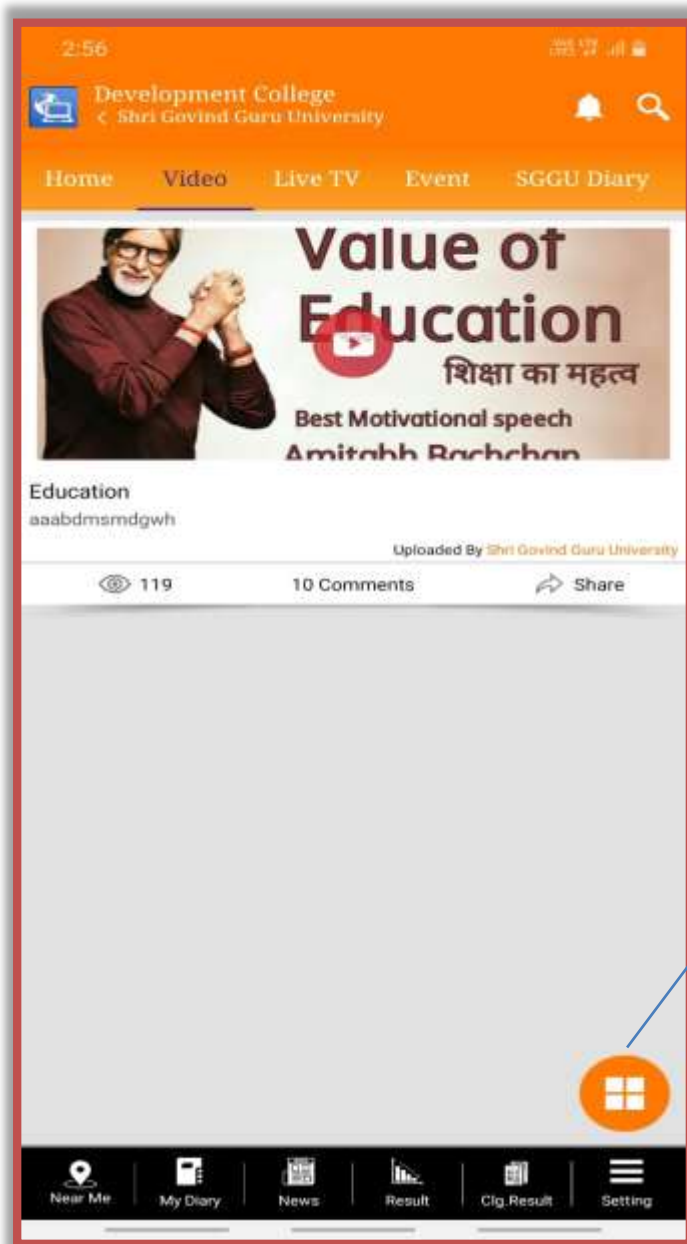 2:56
Development College
< Shri Govind Guru University
Home Video Live TV Event SGGU Diary
Value of
Education
शिक्षा का महत्व
Best Motivational speech
Amitabh Bachchan
Education
aaabdmsmdgwh
Uploaded By Shri Govind Guru University
119 10 Comments Share
Near Me My Diary News Result Clg.Result Setting